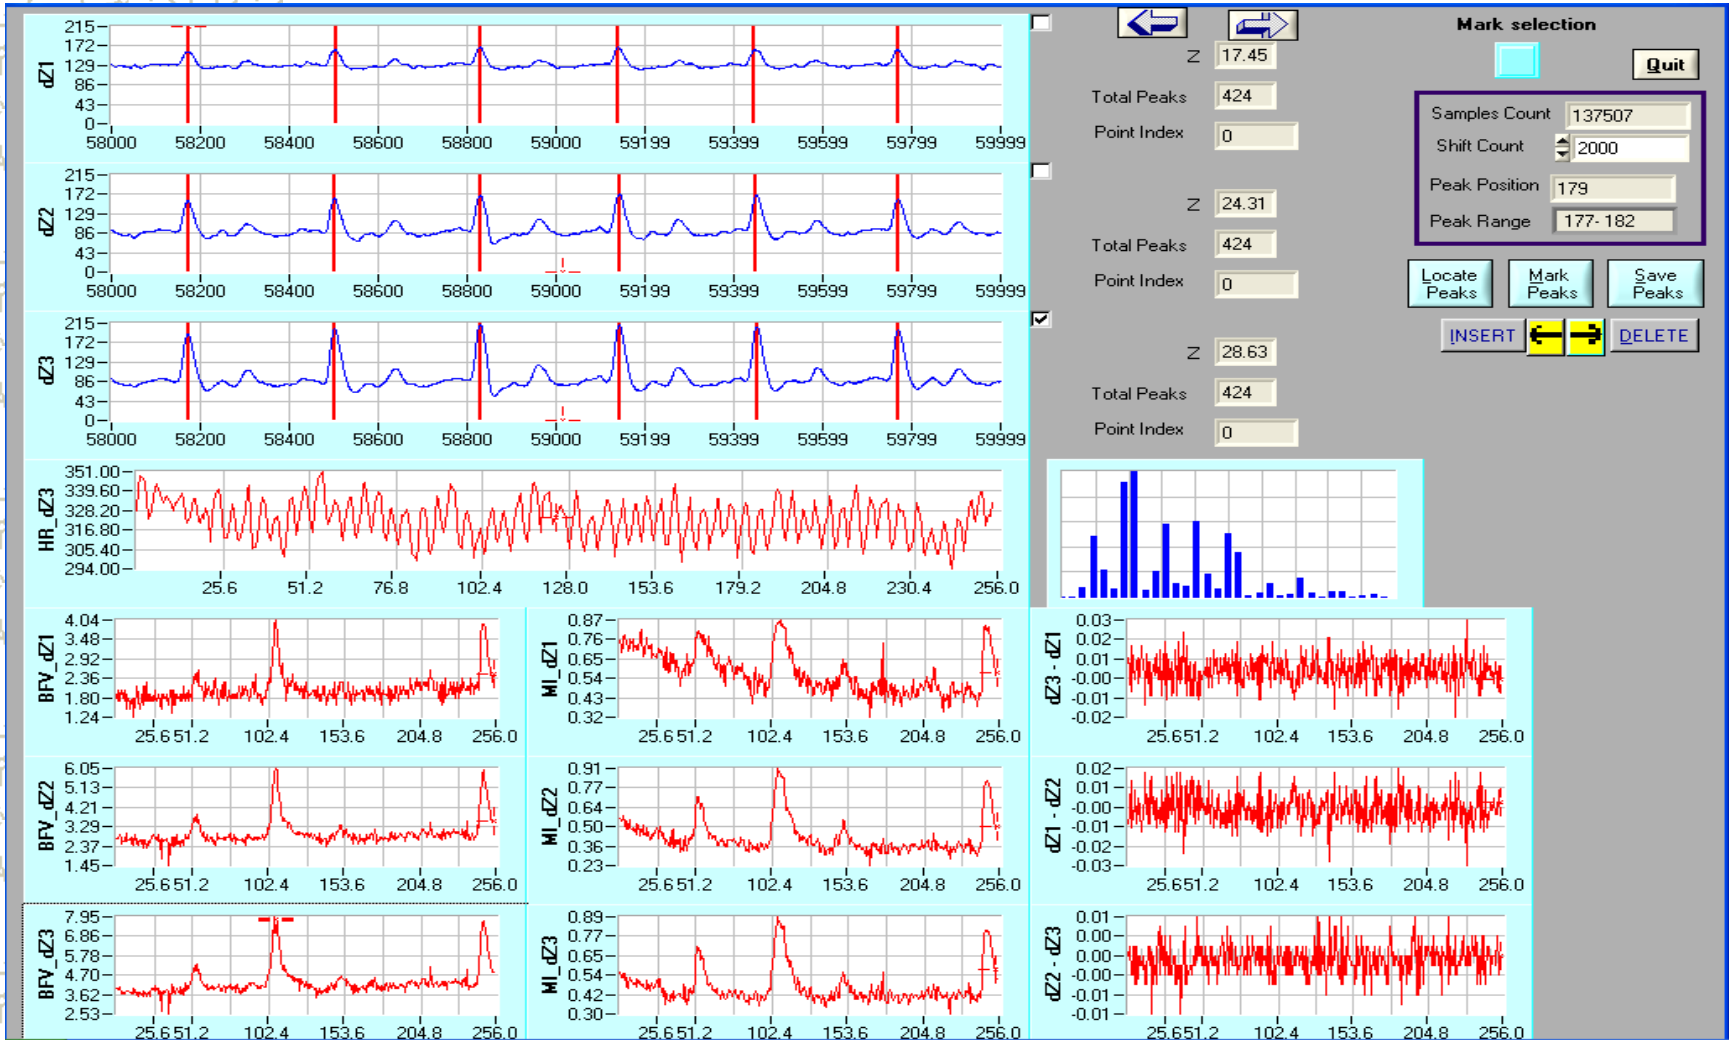 dZ1
215
172
129
86
43
0
58000 58200 58400 58600 58800 59000 59199 59399 59599 59799 59999
dZ2
215
172
129
86
43
0
58000 58200 58400 58600 58800 59000 59199 59399 59599 59799 59999
dZ3
215
172
129
86
43
0
58000 58200 58400 58600 58800 59000 59199 59399 59599 59799 59999
Z 17.45
Total Peaks 424
Point Index 0
Z 24.31
Total Peaks 424
Point Index 0
Z 28.63
Total Peaks 424
Point Index 0
Mark selection
Quit
Samples Count 137507
Shift Count 2000
Peak Position 179
Peak Range 177-182
Locate Peaks
Mark Peaks
Save Peaks
INSERT
DELETE
HR_dZ3
351.00
339.60
328.20
316.80
305.40
294.00
25.6 51.2 76.8 102.4 128.0 153.6 179.2 204.8 230.4 256.0
BFV_dZ1
4.04
3.48
2.92
2.36
1.80
1.24
25.6 51.2 102.4 153.6 204.8 256.0
MI_dZ1
0.87
0.76
0.65
0.54
0.43
0.32
25.6 51.2 102.4 153.6 204.8 256.0
dZ3 - dZ1
0.03
0.02
0.01
-0.00
-0.01
-0.02
25.6 51.2 102.4 153.6 204.8 256.0
BFV_dZ2
6.05
5.13
4.21
3.29
2.37
1.45
25.6 51.2 102.4 153.6 204.8 256.0
MI_dZ2
0.91
0.77
0.64
0.50
0.36
0.23
25.6 51.2 102.4 153.6 204.8 256.0
dZ1 - dZ2
0.02
0.01
-0.00
-0.01
-0.02
-0.03
25.6 51.2 102.4 153.6 204.8 256.0
BFV_dZ3
7.95
6.86
5.78
4.70
3.62
2.53
25.6 51.2 102.4 153.6 204.8 256.0
MI_dZ3
0.89
0.77
0.65
0.54
0.42
0.30
25.6 51.2 102.4 153.6 204.8 256.0
dZ2 - dZ3
0.01
0.00
-0.00
-0.00
-0.01
-0.01
25.6 51.2 102.4 153.6 204.8 256.0